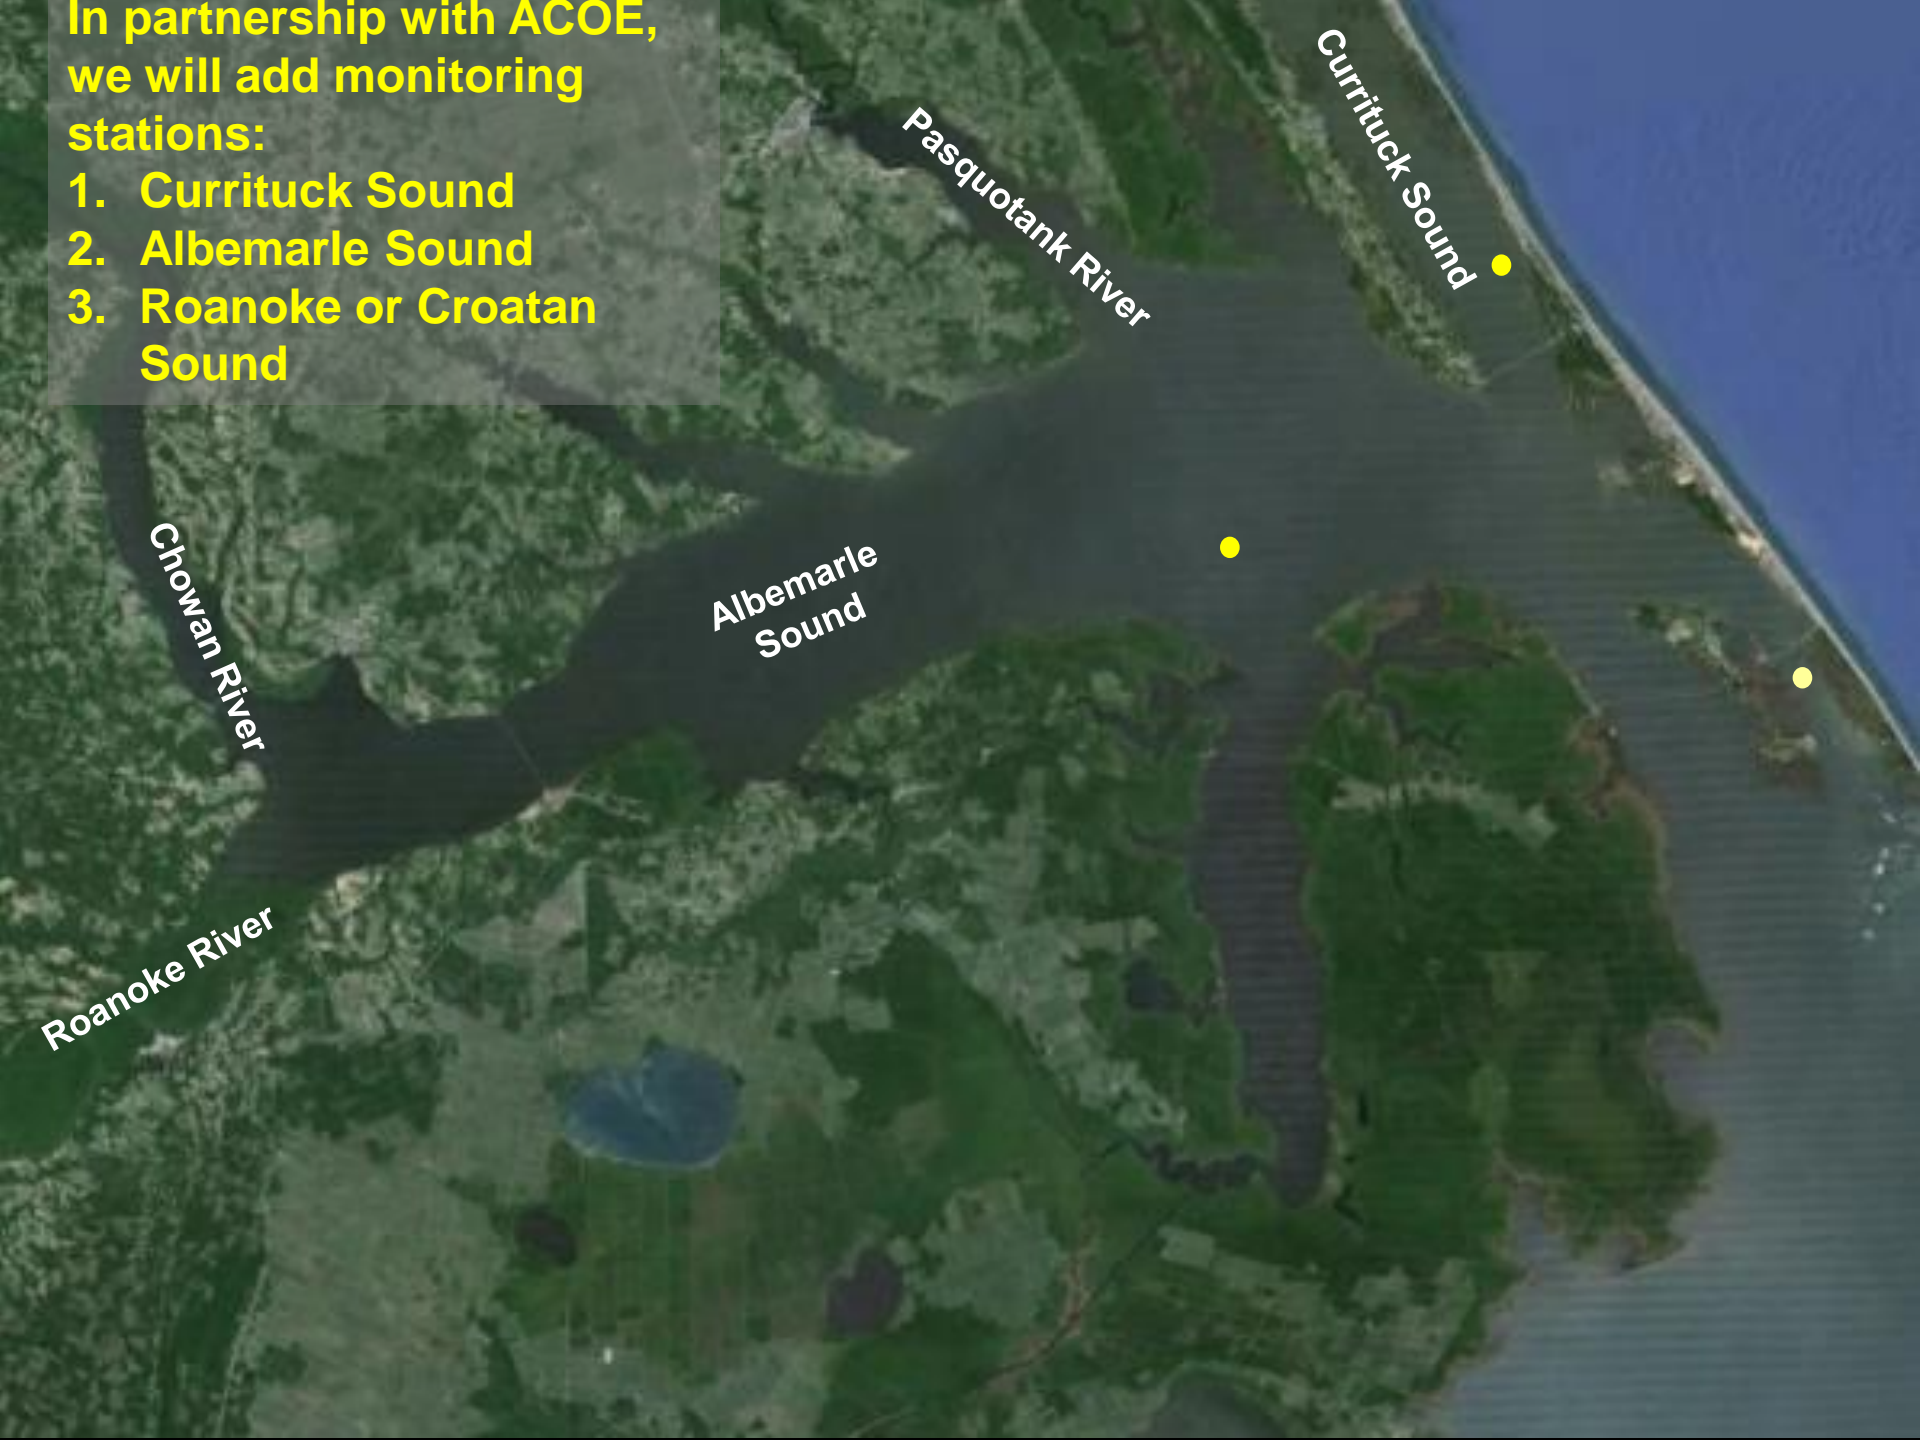 In partnership with ACOE,
we will add monitoring
stations:
1. Currituck Sound
2. Albemarle Sound
3. Roanoke or Croatan
Sound
Currituck Sound
Pasquotank River
Albemarle
Sound
Chowan River
Roanoke River